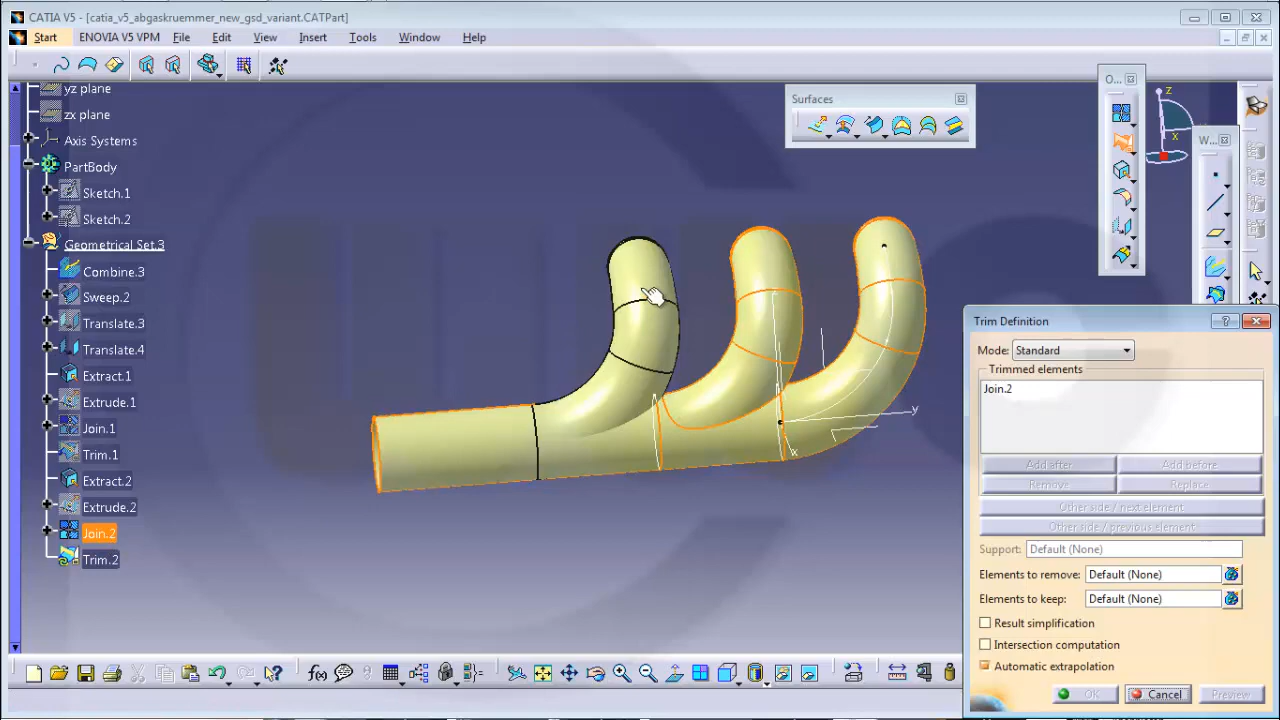 CATIA V5 - [catia_v5_abgaskruemmer_new_gsd_variant.CATPart]
Start ENOVIA V5 VPM File Edit View Insert Tools Window Help
yz plane
zx plane
Axis Systems
PartBody
Sketch.1
Sketch.2
Geometrical Set.3
Combine.3
Sweep.2
Translate.3
Translate.4
Extract.1
Extrude.1
Join.1
Trim.1
Extract.2
Extrude.2
Join.2
Trim.2
Surfaces
O...
W...
z
x
y
x
Trim Definition
Mode: Standard
Trimmed elements
Join.2
Add after Add before
Remove Replace
Other side / next element
Other side / previous element
Support: Default (None)
Elements to remove: Default (None)
Elements to keep: Default (None)
Result simplification
Intersection computation
Automatic extrapolation
OK Cancel Preview
f(x)